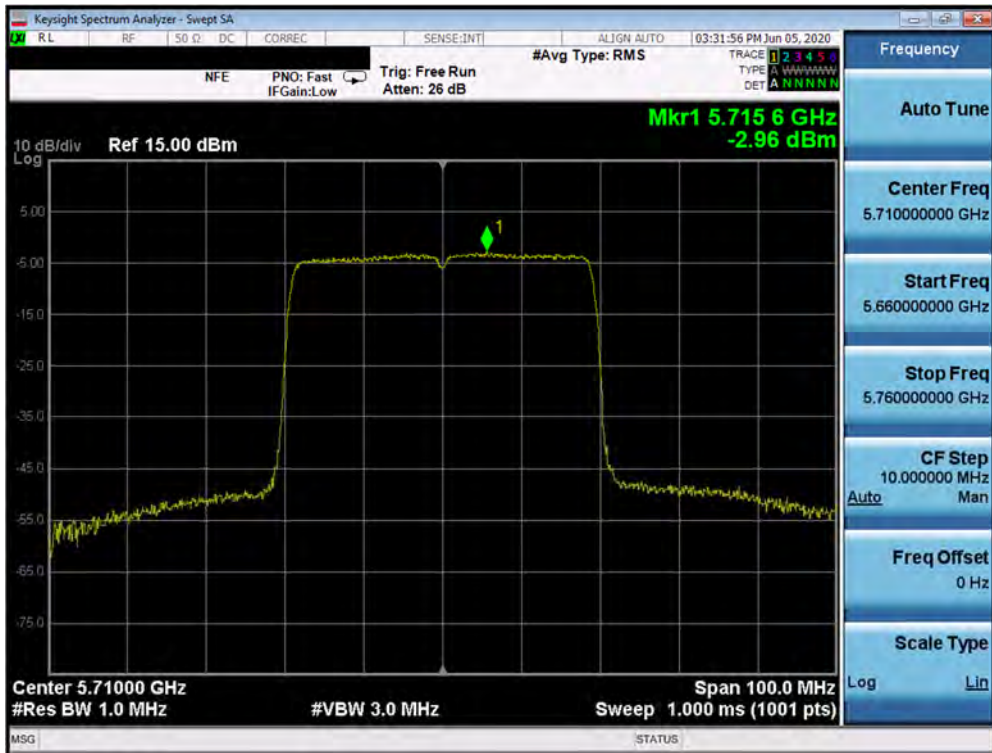 Keysight Spectrum Analyzer - Swept SA
LXI RL RF 50 Ω DC CORREC SENSE:INT ALIGN AUTO 03:31:56 PM Jun 05, 2020
#Avg Type: RMS
TRACE 1 2 3 4 5 6
TYPE A WWWWW
DET A N N N N N
NFE PNO: Fast Trig: Free Run
IFGain:Low Atten: 26 dB
Mkr1 5.715 6 GHz
-2.96 dBm
10 dB/div Ref 15.00 dBm
Log
1
5.00
-5.00
-15.0
-25.0
-35.0
-45.0
-55.0
-65.0
-75.0
Center 5.71000 GHz Span 100.0 MHz
#Res BW 1.0 MHz #VBW 3.0 MHz Sweep 1.000 ms (1001 pts)
MSG STATUS
Frequency
Auto Tune
Center Freq
5.710000000 GHz
Start Freq
5.660000000 GHz
Stop Freq
5.760000000 GHz
CF Step
10.000000 MHz
Auto Man
Freq Offset
0 Hz
Scale Type
Log Lin